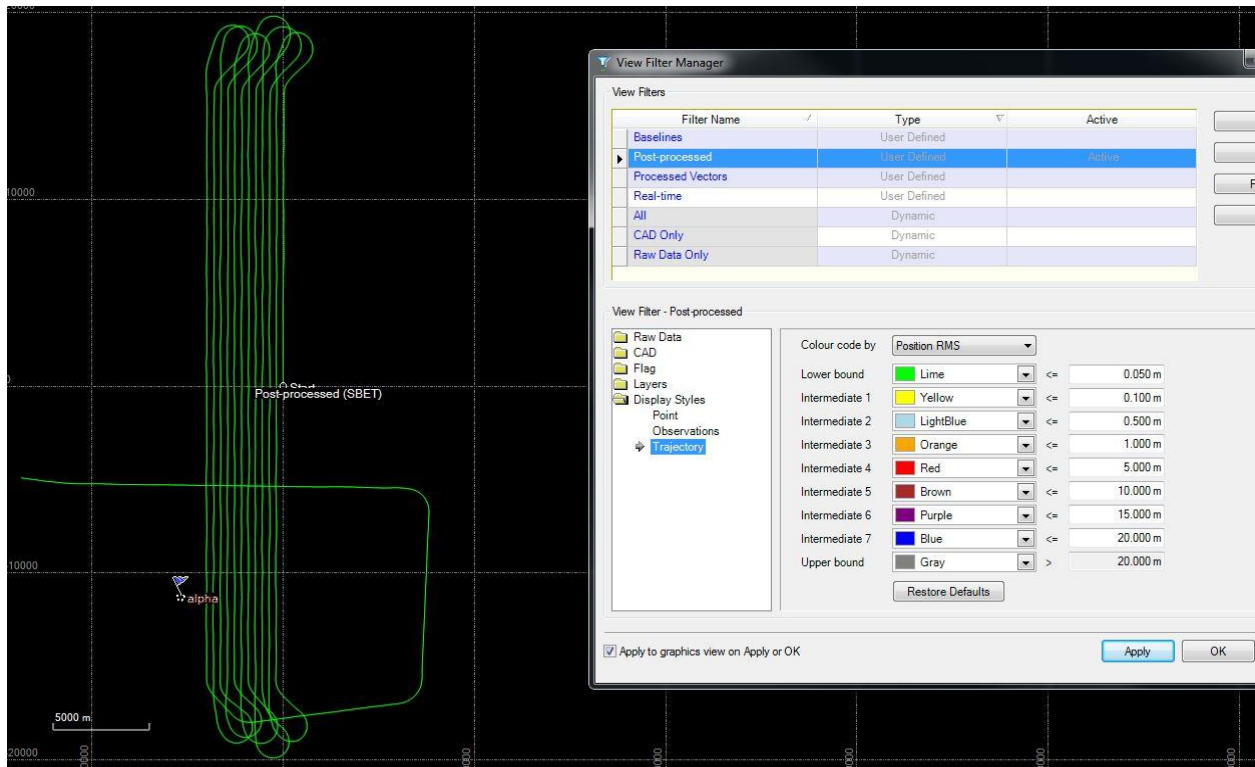 10000
0
Start
Post-processed (SBET)
10000
alpha
5000 m
20000
View Filter Manager
View Filters
Filter Name Type Active
Baselines User Defined
Post-processed User Defined Active
Processed Vectors User Defined
Real-time User Defined
All Dynamic
CAD Only Dynamic
Raw Data Only Dynamic
View Filter - Post-processed
Raw Data
CAD
Flag
Layers
Display Styles
Point
Observations
Trajectory
Colour code by Position RMS
Lower bound Lime <= 0.050 m
Intermediate 1 Yellow <= 0.100 m
Intermediate 2 LightBlue <= 0.500 m
Intermediate 3 Orange <= 1.000 m
Intermediate 4 Red <= 5.000 m
Intermediate 5 Brown <= 10.000 m
Intermediate 6 Purple <= 15.000 m
Intermediate 7 Blue <= 20.000 m
Upper bound Gray > 20.000 m
Restore Defaults
Apply to graphics view on Apply or OK
Apply OK